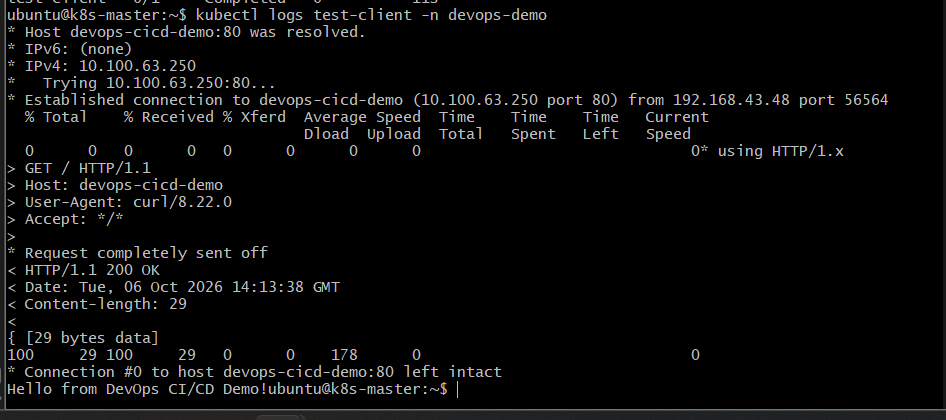 test-client 0/1 Completed 0 11s
ubuntu@k8s-master:~$ kubectl logs test-client -n devops-demo
* Host devops-cicd-demo:80 was resolved.
* IPv6: (none)
* IPv4: 10.100.63.250
*   Trying 10.100.63.250:80...
* Established connection to devops-cicd-demo (10.100.63.250 port 80) from 192.168.43.48 port 56564
  % Total    % Received % Xferd  Average Speed   Time    Time     Time   Current
                                 Dload  Upload   Total   Spent    Left   Speed
  0      0   0      0   0      0      0      0                              0* using HTTP/1.x
> GET / HTTP/1.1
> Host: devops-cicd-demo
> User-Agent: curl/8.22.0
> Accept: */*
>
* Request completely sent off
< HTTP/1.1 200 OK
< Date: Tue, 06 Oct 2026 14:13:38 GMT
< Content-length: 29
<
{ [29 bytes data]
100     29 100     29   0      0    178      0                              0
* Connection #0 to host devops-cicd-demo:80 left intact
Hello from DevOps CI/CD Demo!ubuntu@k8s-master:~$